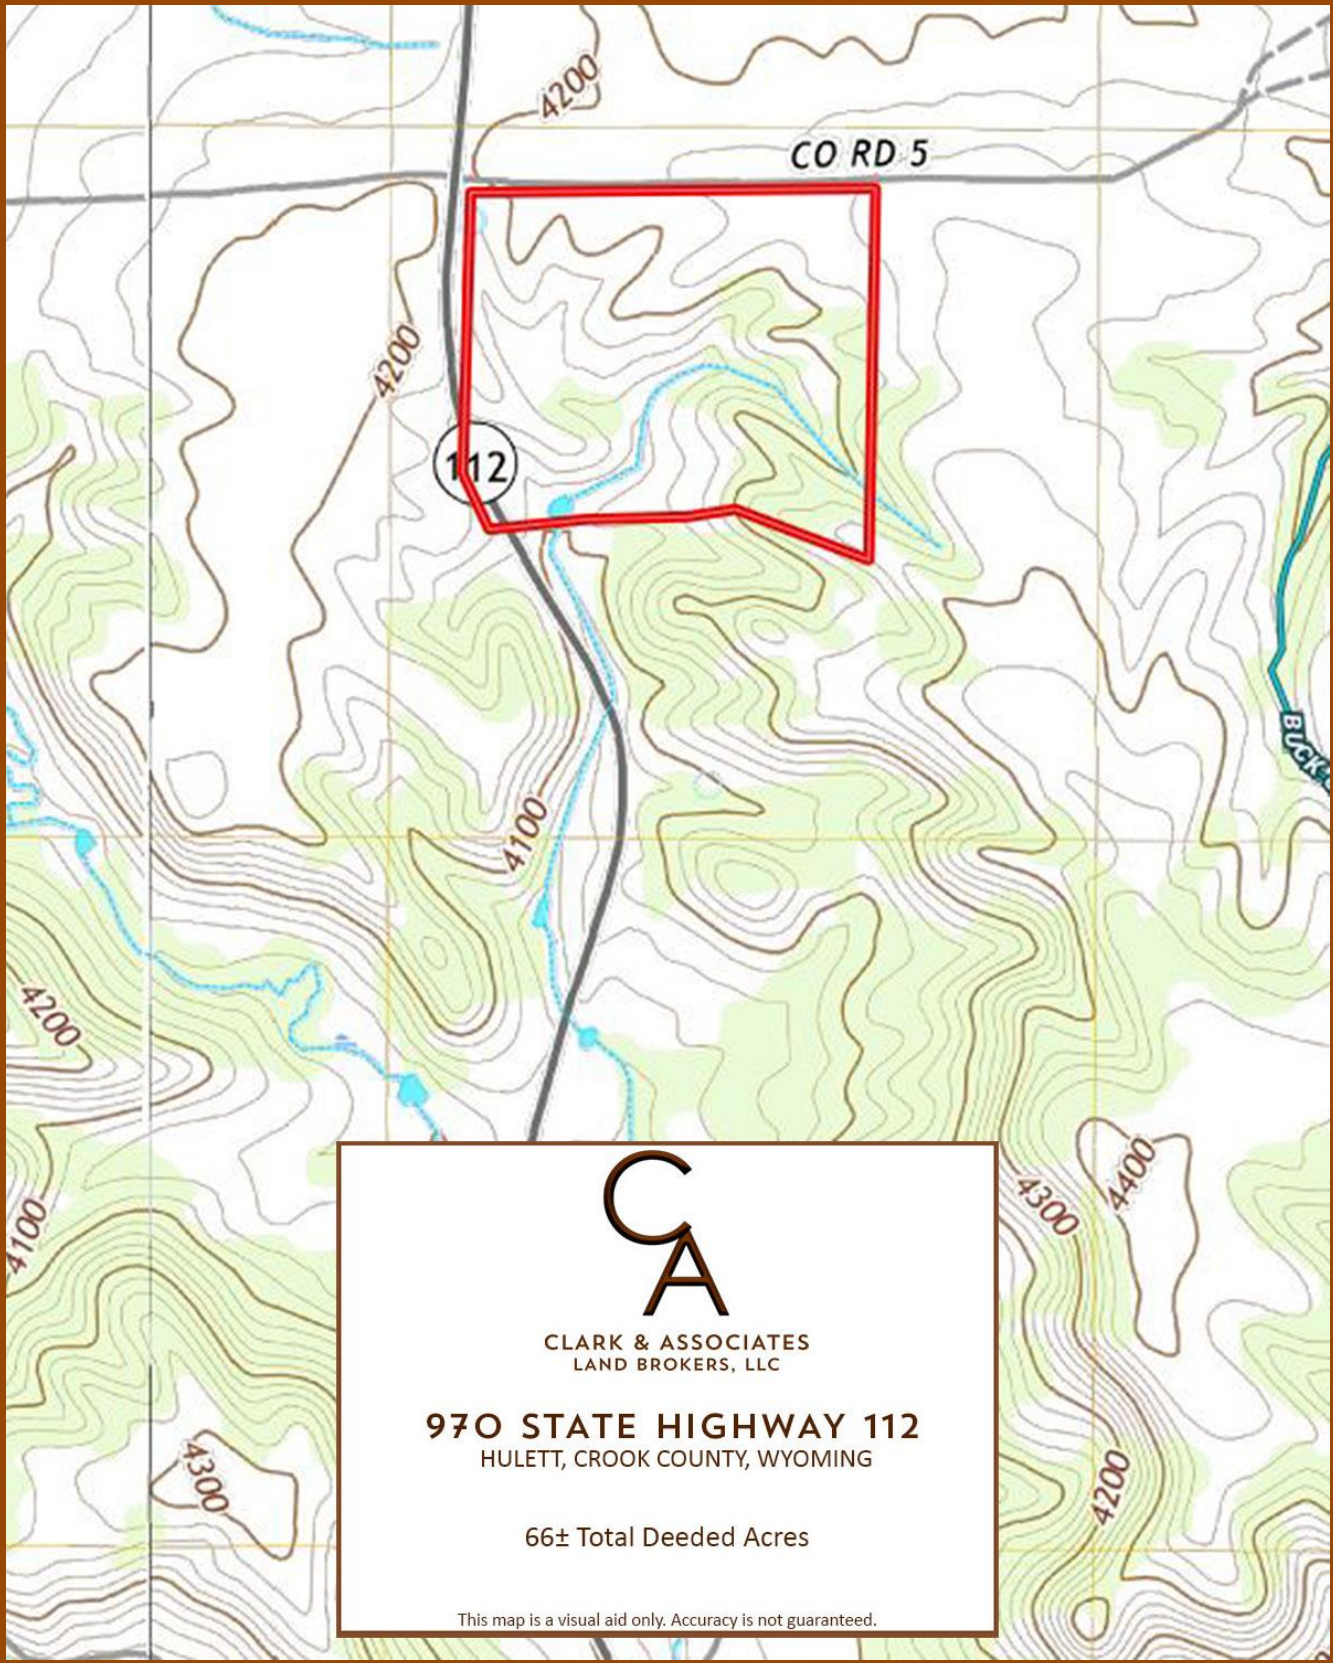 4200
CO RD 5
4200
112
BUCK
4100
4200
4100
4300
4400
4300
4200
CA
CLARK & ASSOCIATES
LAND BROKERS, LLC
970 STATE HIGHWAY 112
HULETT, CROOK COUNTY, WYOMING
66± Total Deeded Acres
This map is a visual aid only. Accuracy is not guaranteed.